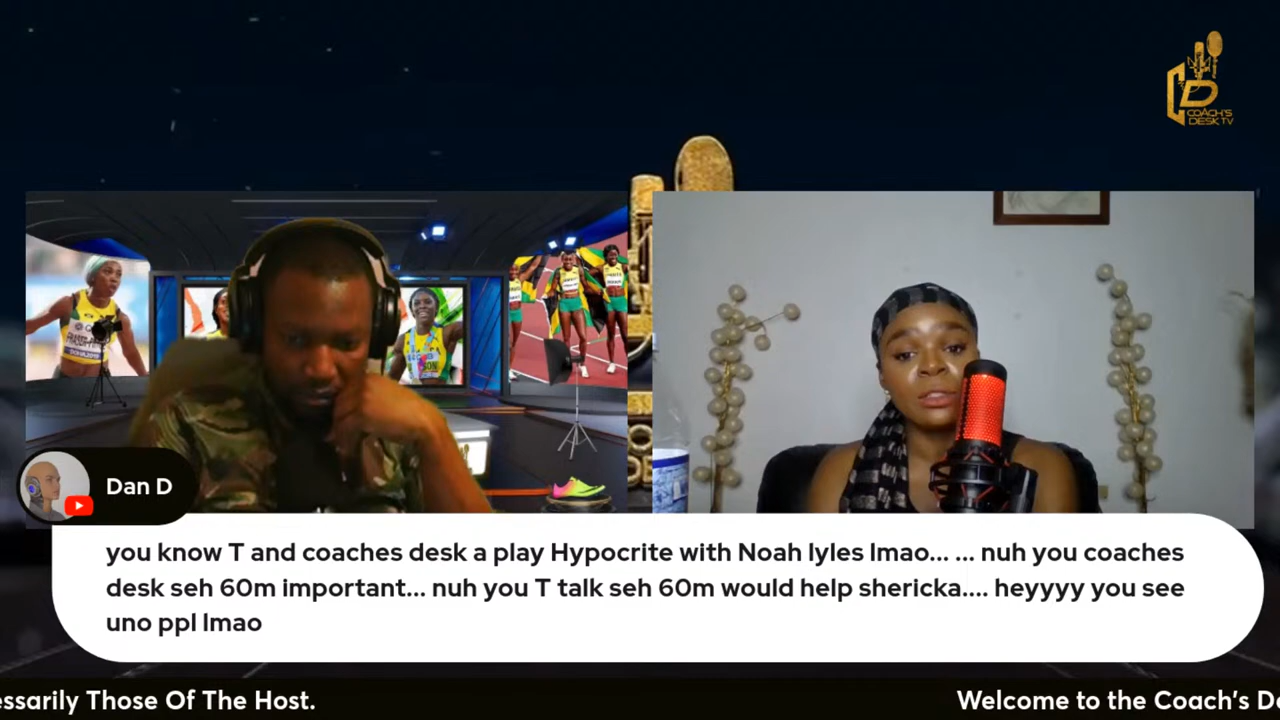 COACH'S
DESK TV
Dan D
you know T and coaches desk a play Hypocrite with Noah lyles lmao... ... nuh you coaches
desk seh 60m important... nuh you T talk seh 60m would help shericka.... heyyyy you see
uno ppl lmao
essarily Those Of The Host.
Welcome to the Coach's De